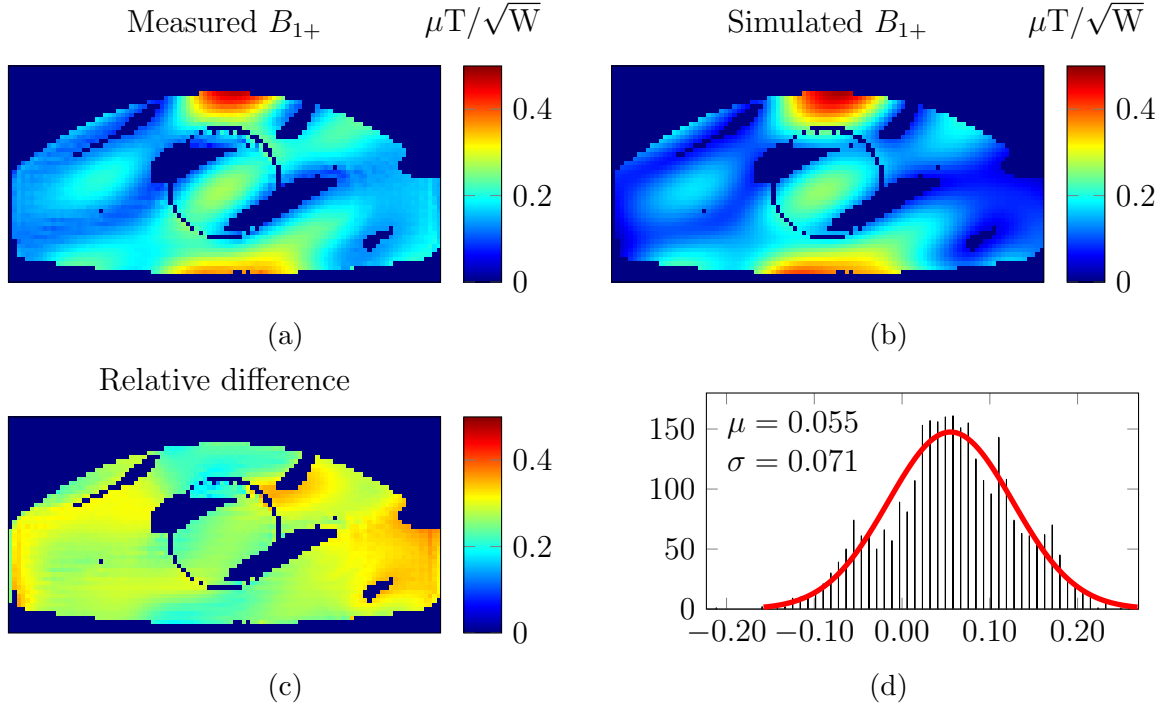 Measured B₁₊ μT/√W
0.4
0.2
0
(a)
Simulated B₁₊ μT/√W
0.4
0.2
0
(b)
Relative difference
0.4
0.2
0
(c)
μ = 0.055
σ = 0.071
150
100
50
0
−0.20 −0.10 0.00 0.10 0.20
(d)